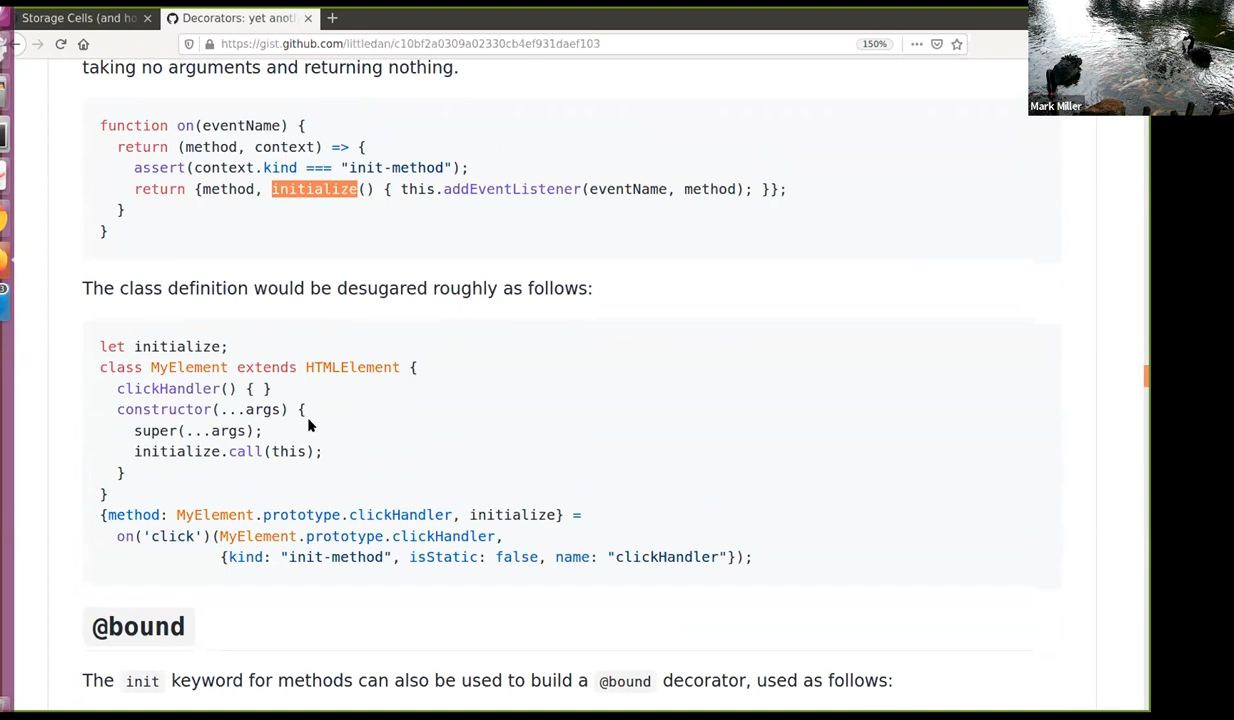 Storage Cells (and ho
Decorators: yet anoth
https://gist.github.com/littledan/c10bf2a0309a02330cb4ef931daef103
150%
Mark Miller
taking no arguments and returning nothing.
function on(eventName) {
return (method, context) => {
assert(context.kind === "init-method");
return {method, initialize() { this.addEventListener(eventName, method); }};
}
}
The class definition would be desugared roughly as follows:
let initialize;
class MyElement extends HTMLElement {
clickHandler() { }
constructor(...args) {
super(...args);
initialize.call(this);
}
}
{method: MyElement.prototype.clickHandler, initialize} =
on('click')(MyElement.prototype.clickHandler,
{kind: "init-method", isStatic: false, name: "clickHandler"});
@bound
The init keyword for methods can also be used to build a @bound decorator, used as follows: